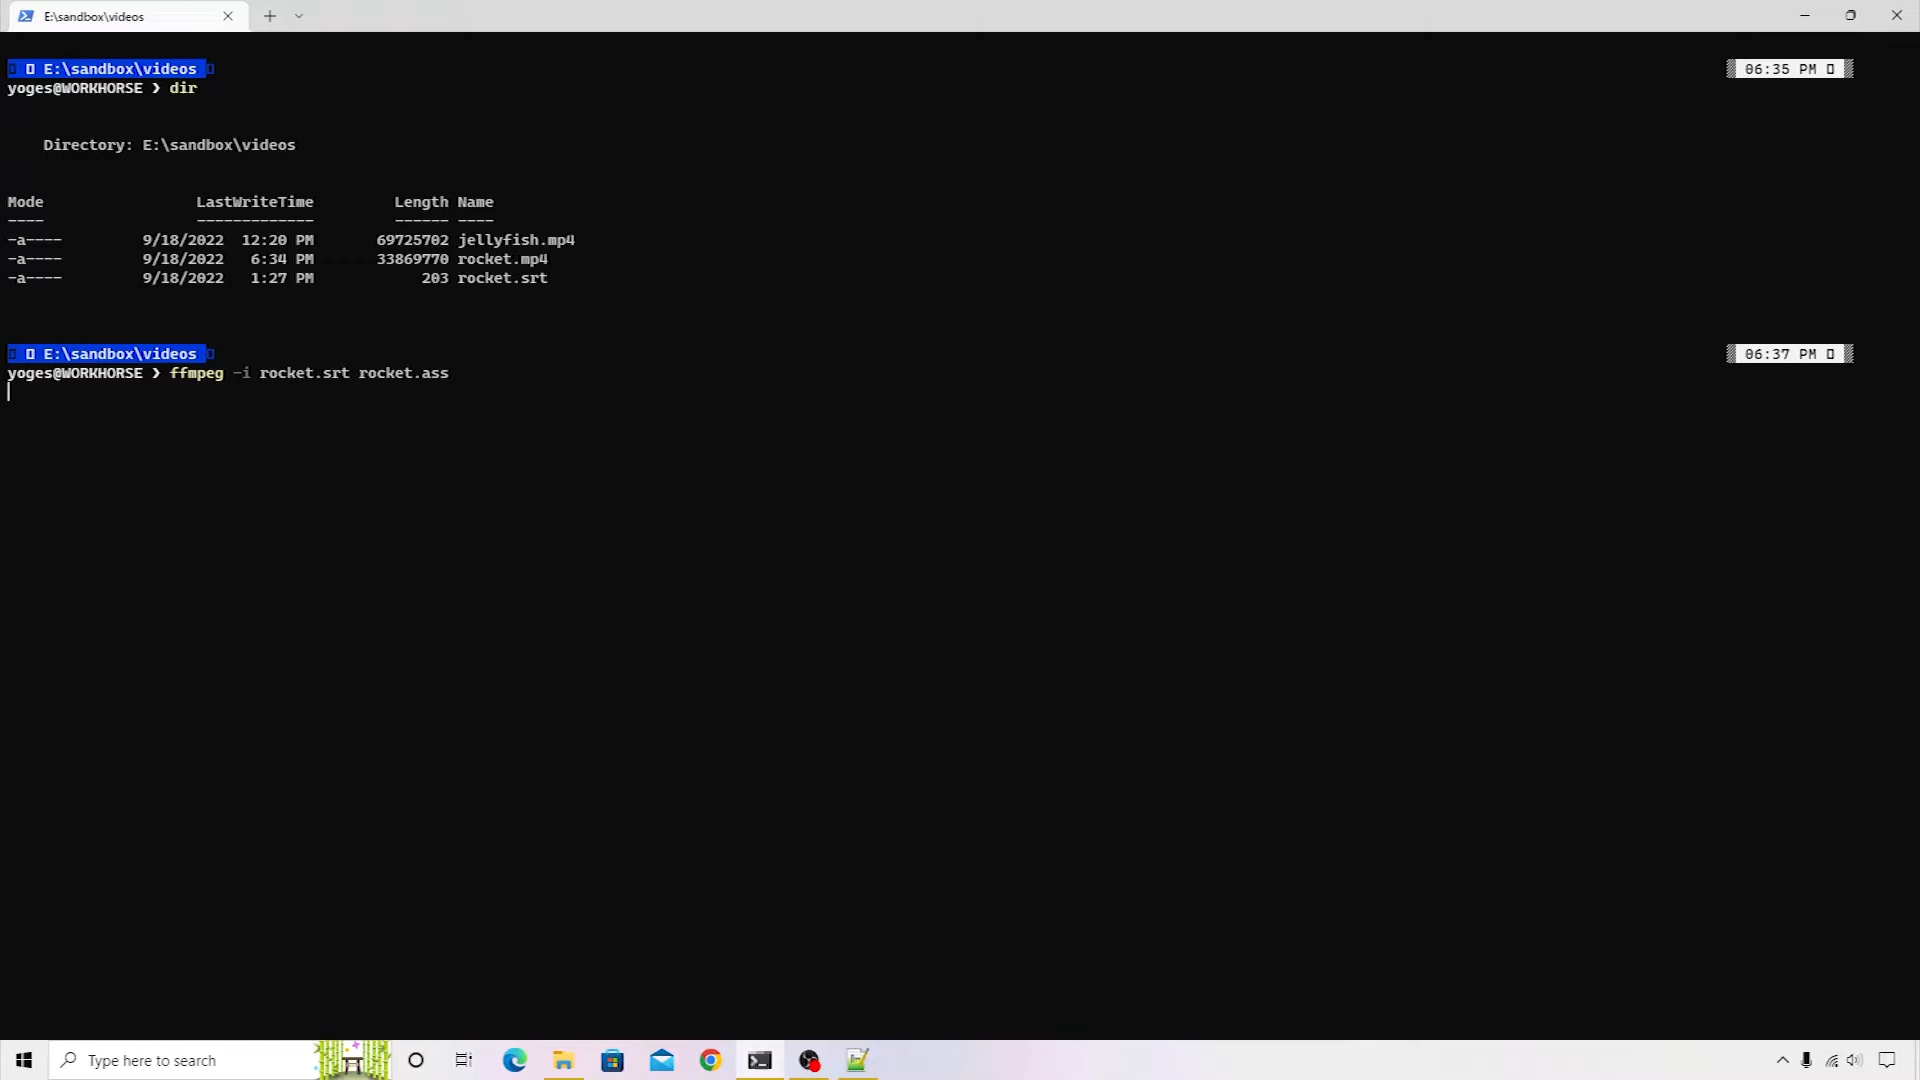 E:\sandbox\videos
E:\sandbox\videos 06:35 PM
yoges@WORKHORSE ❯ dir
Directory: E:\sandbox\videos
Mode LastWriteTime Length Name
---- ------------- ------ ----
-a---- 9/18/2022 12:20 PM 69725702 jellyfish.mp4
-a---- 9/18/2022 6:34 PM 33869770 rocket.mp4
-a---- 9/18/2022 1:27 PM 203 rocket.srt
E:\sandbox\videos 06:37 PM
yoges@WORKHORSE ❯ ffmpeg -i rocket.srt rocket.ass
Type here to search